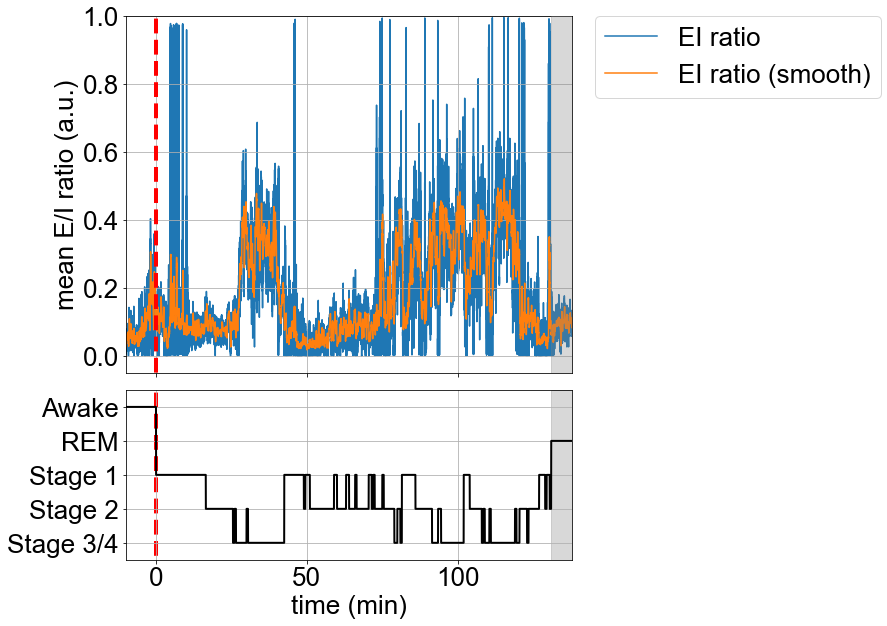 1.0
0.8
0.6
0.4
0.2
0.0
mean E/I ratio (a.u.)
EI ratio
EI ratio (smooth)
Awake
REM
Stage 1
Stage 2
Stage 3/4
0 50 100
time (min)